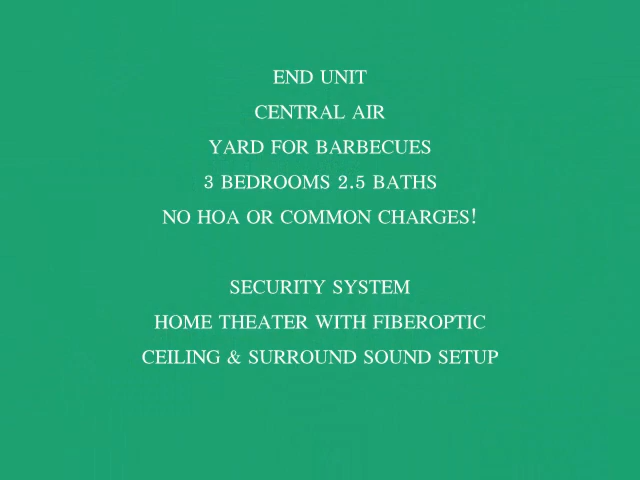 END UNIT
CENTRAL AIR
YARD FOR BARBECUES
3 BEDROOMS 2.5 BATHS
NO HOA OR COMMON CHARGES!
SECURITY SYSTEM
HOME THEATER WITH FIBEROPTIC
CEILING & SURROUND SOUND SETUP